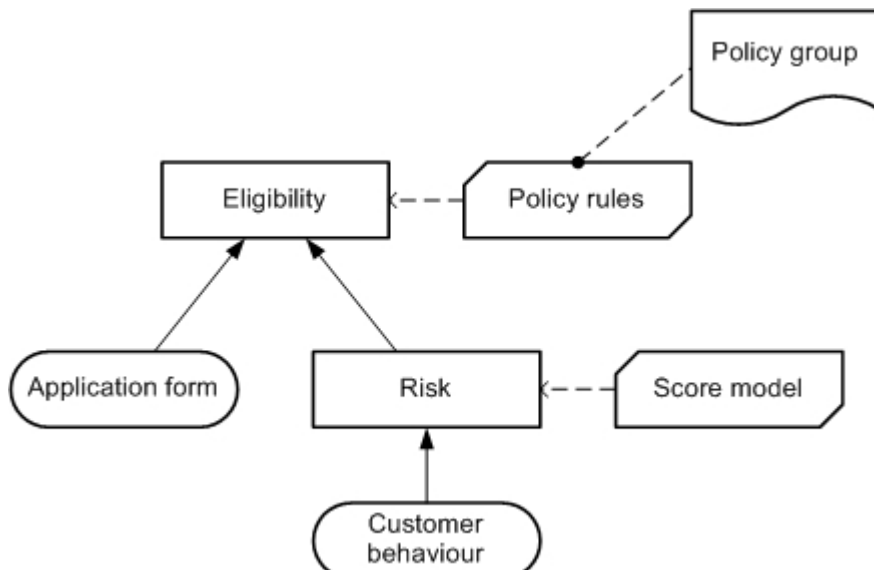 Policy group
Eligibility
Policy rules
Application form
Risk
Score model
Customer
behaviour